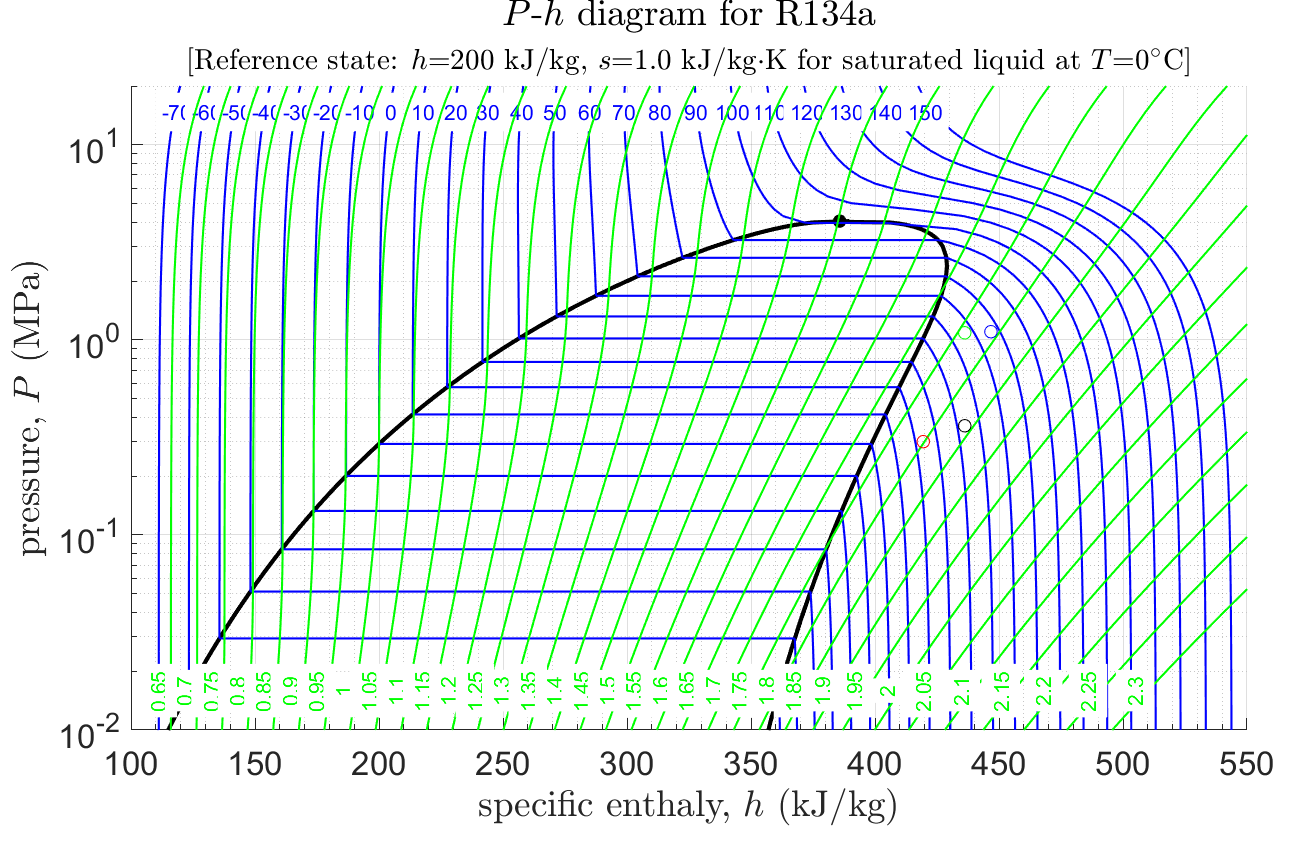 P-h diagram for R134a
[Reference state: h=200 kJ/kg, s=1.0 kJ/kg·K for saturated liquid at T=0°C]
-70 -60 -50 -40 -30 -20 -10 0 10 20 30 40 50 60 70 80 90 100 110 120 130 140 150
10^1
10^0
10^-1
10^-2
pressure, P (MPa)
0.65 0.7 0.75 0.8 0.85 0.9 0.95 1 1.05 1.1 1.15 1.2 1.25 1.3 1.35 1.4 1.45 1.5 1.55 1.6 1.65 1.7 1.75 1.8 1.85 1.9 1.95 2 2.05 2.1 2.15 2.2 2.25 2.3
100 150 200 250 300 350 400 450 500 550
specific enthaly, h (kJ/kg)